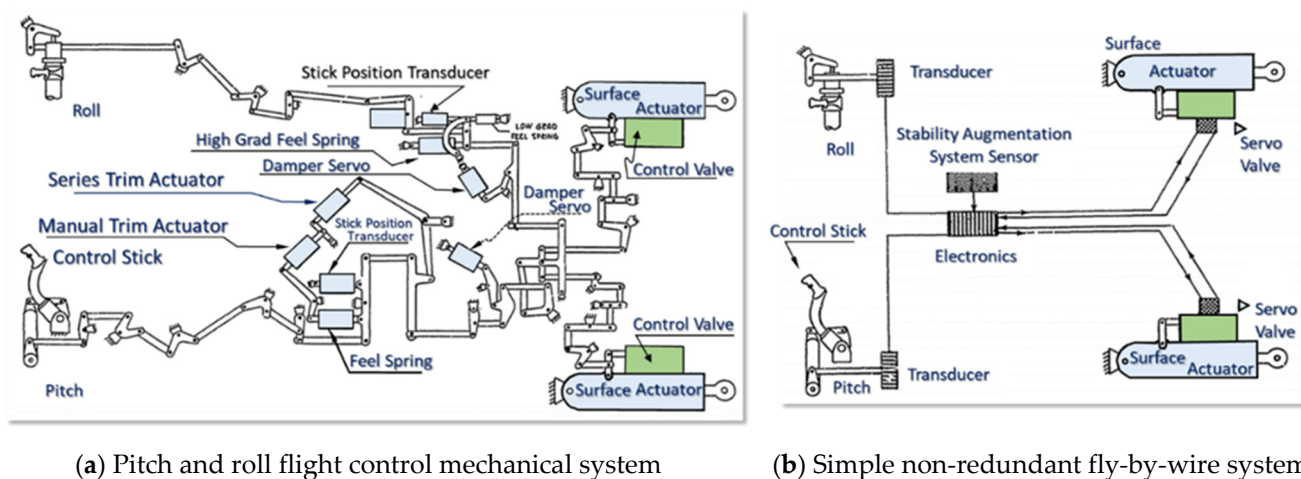 Roll
Stick Position Transducer
LOW GRAD
FEEL SPRING
High Grad Feel Spring
Damper Servo
Series Trim Actuator
Manual Trim Actuator
Control Stick
Stick Position
Transducer
Damper
Servo
Feel Spring
Pitch
Surface
Actuator
Control Valve
Control Valve
Surface Actuator
(a) Pitch and roll flight control mechanical system
Roll
Transducer
Stability Augmentation
System Sensor
Control Stick
Electronics
Pitch
Transducer
Surface
Actuator
Servo
Valve
Servo
Valve
Surface
Actuator
(b) Simple non-redundant fly-by-wire system